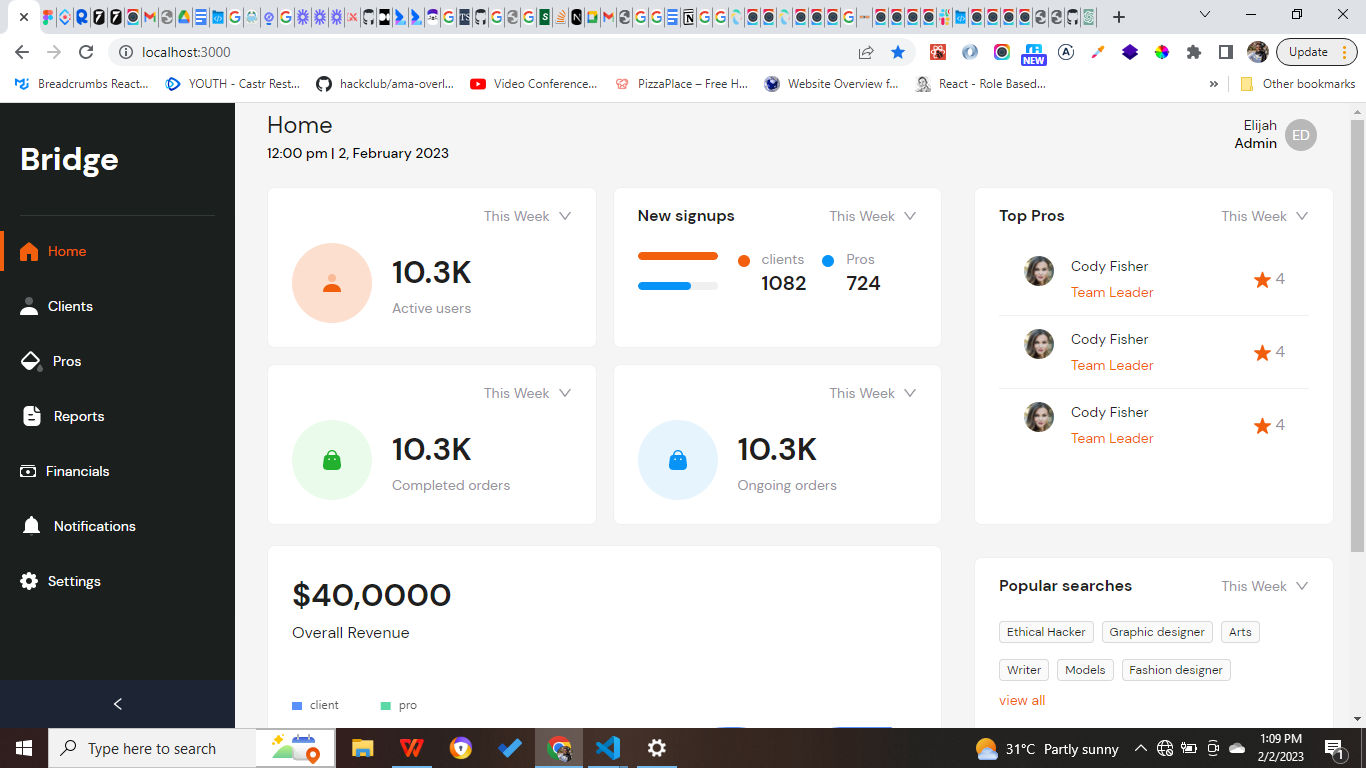 localhost:3000
NEW
Update
Breadcrumbs React...
YOUTH - Castr Rest...
hackclub/ama-overl...
Video Conference...
PizzaPlace – Free H...
Website Overview f...
React - Role Based...
»
Other bookmarks
Bridge
Home
Clients
Pros
Reports
Financials
Notifications
Settings
Home
12:00 pm | 2, February 2023
Elijah
Admin
ED
This Week
10.3K
Active users
New signups
This Week
clients
1082
Pros
724
This Week
10.3K
Completed orders
This Week
10.3K
Ongoing orders
Top Pros
This Week
Cody Fisher
Team Leader
4
Cody Fisher
Team Leader
4
Cody Fisher
Team Leader
4
$40,0000
Overall Revenue
client
pro
Popular searches
This Week
Ethical Hacker
Graphic designer
Arts
Writer
Models
Fashion designer
view all
Type here to search
31°C Partly sunny
1:09 PM
2/2/2023
1